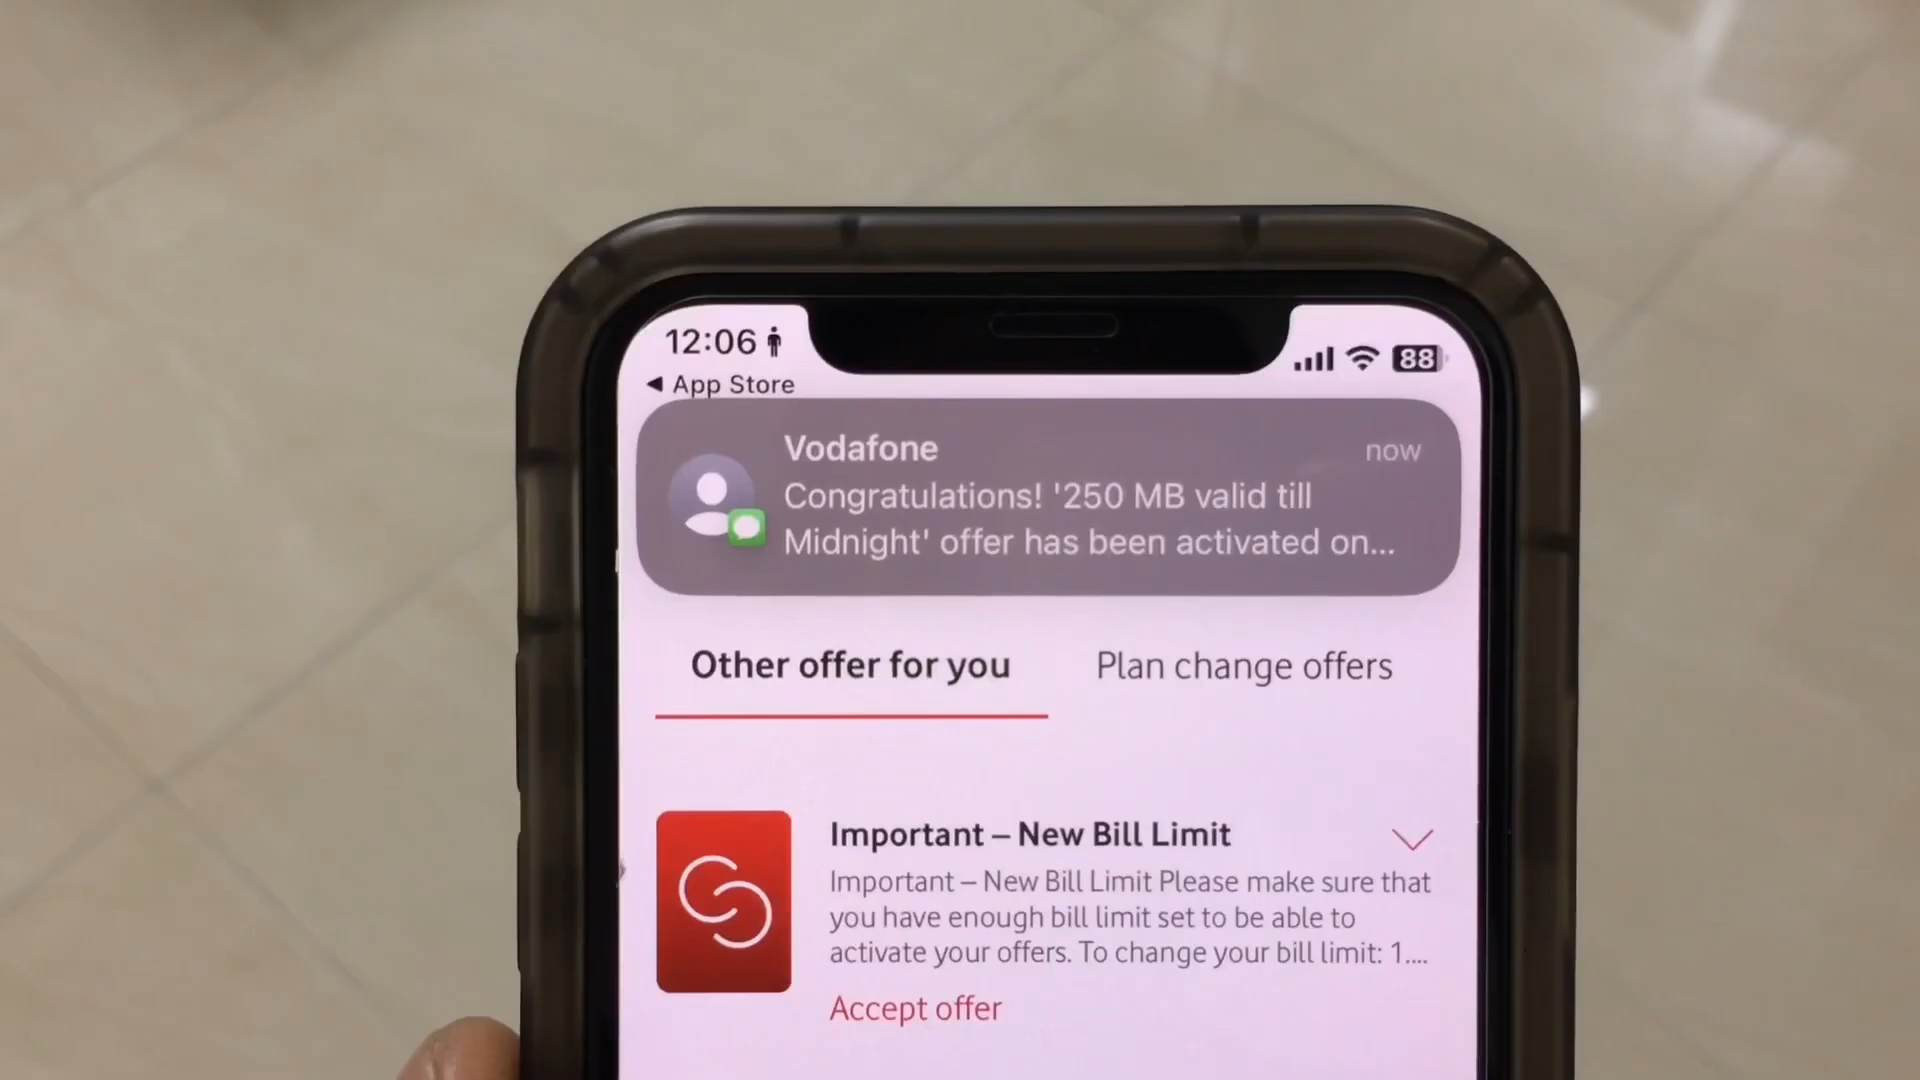 12:06
88
◀ App Store
Vodafone
now
Congratulations! '250 MB valid till
Midnight' offer has been activated on...
Other offer for you
Plan change offers
Important – New Bill Limit
Important – New Bill Limit Please make sure that
you have enough bill limit set to be able to
activate your offers. To change your bill limit: 1....
Accept offer